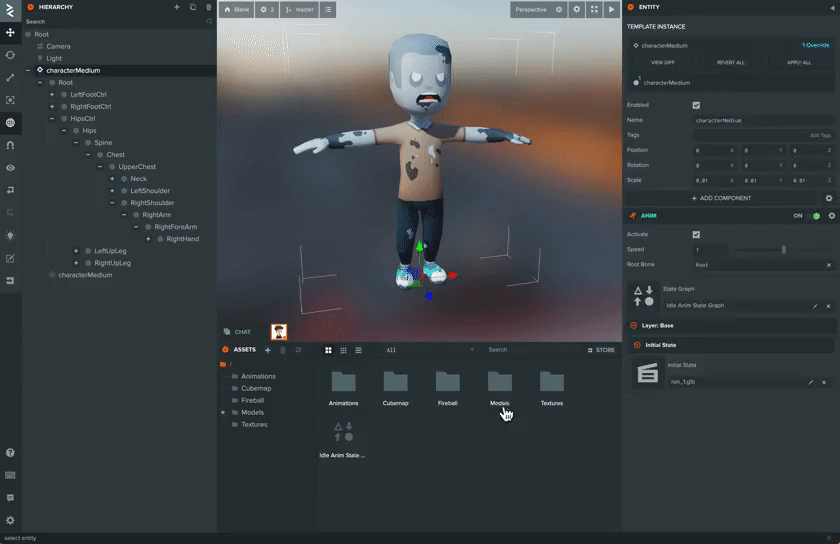 HIERARCHY
Search
Root
Camera
Light
characterMedium
Root
LeftFootCtrl
RightFootCtrl
HipsCtrl
Hips
Spine
Chest
UpperChest
Neck
LeftShoulder
RightShoulder
RightArm
RightForeArm
RightHand
LeftUpLeg
RightUpLeg
characterMedium
select entity
Blank
2
master
Perspective
CHAT
ASSETS
All
Search
STORE
/
Animations
Cubemap
Fireball
Models
Textures
Animations
Cubemap
Fireball
Models
Textures
Idle Anim State ...
ENTITY
TEMPLATE INSTANCE
characterMedium
1 Override
VIEW DIFF
REVERT ALL
APPLY ALL
1
characterMedium
Enabled
Name
characterMedium
Tags
Add Tags
Position
0 X 0 Y 0 Z
Rotation
0 X 0 Y 0 Z
Scale
0.01 X 0.01 Y 0.01 Z
+ ADD COMPONENT
ANIM
ON
Activate
Speed
1
Root Bone
Root
State Graph
Idle Anim State Graph
Layer: Base
Initial State
Initial State
run_1.glb